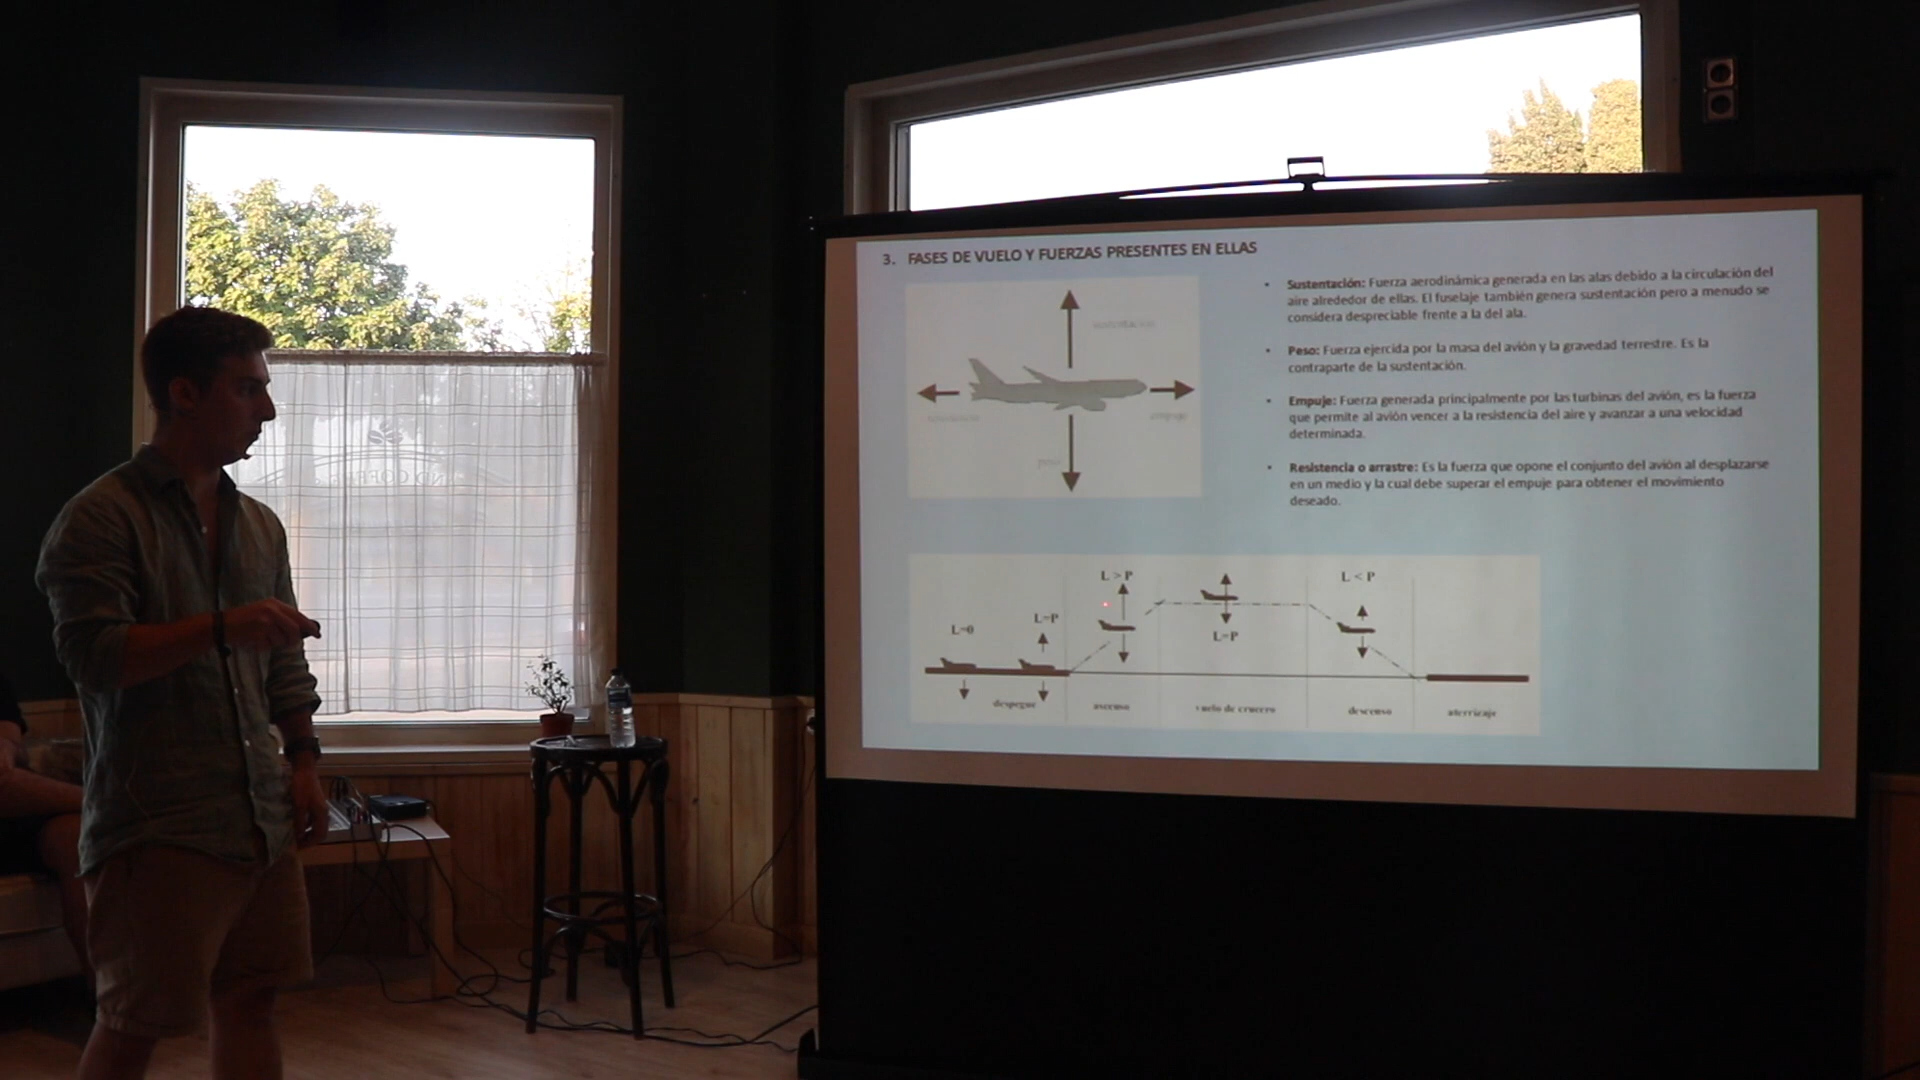 3. FASES DE VUELO Y FUERZAS PRESENTES EN ELLAS
sustentación
empuje
peso
• Sustentación: Fuerza aerodinámica generada en las alas debido a la circulación del
aire alrededor de ellas. El fuselaje también genera sustentación pero a menudo se
considera despreciable frente a la del ala.
• Peso: Fuerza ejercida por la masa del avión y la gravedad terrestre. Es la
contraparte de la sustentación.
• Empuje: Fuerza generada principalmente por las turbinas del avión, es la fuerza
que permite al avión vencer a la resistencia del aire y avanzar a una velocidad
determinada.
• Resistencia o arrastre: Es la fuerza que opone el conjunto del avión al desplazarse
en un medio y la cual debe superar el empuje para obtener el movimiento
deseado.
L=0
L=P
L > P
L=P
L < P
despegue
ascenso
vuelo de crucero
descenso
aterrizaje